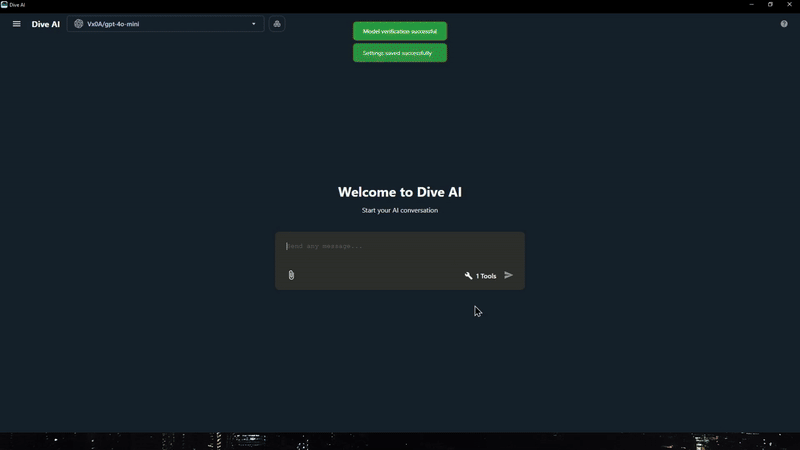 Dive AI
Dive AI
Vx0A/gpt-4o-mini
Model verification successful
Settings saved successfully
Welcome to Dive AI
Start your AI conversation
Send any message...
1 Tools